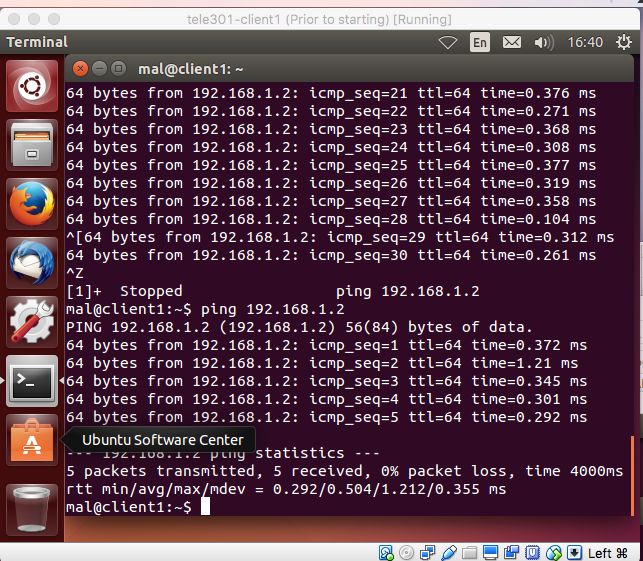 tele301-client1 (Prior to starting) [Running]
Terminal En 16:40
mal@client1: ~
64 bytes from 192.168.1.2: icmp_seq=21 ttl=64 time=0.376 ms
64 bytes from 192.168.1.2: icmp_seq=22 ttl=64 time=0.271 ms
64 bytes from 192.168.1.2: icmp_seq=23 ttl=64 time=0.368 ms
64 bytes from 192.168.1.2: icmp_seq=24 ttl=64 time=0.308 ms
64 bytes from 192.168.1.2: icmp_seq=25 ttl=64 time=0.377 ms
64 bytes from 192.168.1.2: icmp_seq=26 ttl=64 time=0.319 ms
64 bytes from 192.168.1.2: icmp_seq=27 ttl=64 time=0.358 ms
64 bytes from 192.168.1.2: icmp_seq=28 ttl=64 time=0.104 ms
^[64 bytes from 192.168.1.2: icmp_seq=29 ttl=64 time=0.312 ms
64 bytes from 192.168.1.2: icmp_seq=30 ttl=64 time=0.261 ms
^Z
[1]+  Stopped                 ping 192.168.1.2
mal@client1:~$ ping 192.168.1.2
PING 192.168.1.2 (192.168.1.2) 56(84) bytes of data.
64 bytes from 192.168.1.2: icmp_seq=1 ttl=64 time=0.372 ms
64 bytes from 192.168.1.2: icmp_seq=2 ttl=64 time=1.21 ms
64 bytes from 192.168.1.2: icmp_seq=3 ttl=64 time=0.345 ms
64 bytes from 192.168.1.2: icmp_seq=4 ttl=64 time=0.301 ms
64 bytes from 192.168.1.2: icmp_seq=5 ttl=64 time=0.292 ms
Ubuntu Software Center
--- 192.168.1.2 ping statistics ---
5 packets transmitted, 5 received, 0% packet loss, time 4000ms
rtt min/avg/max/mdev = 0.292/0.504/1.212/0.355 ms
mal@client1:~$
Left ⌘